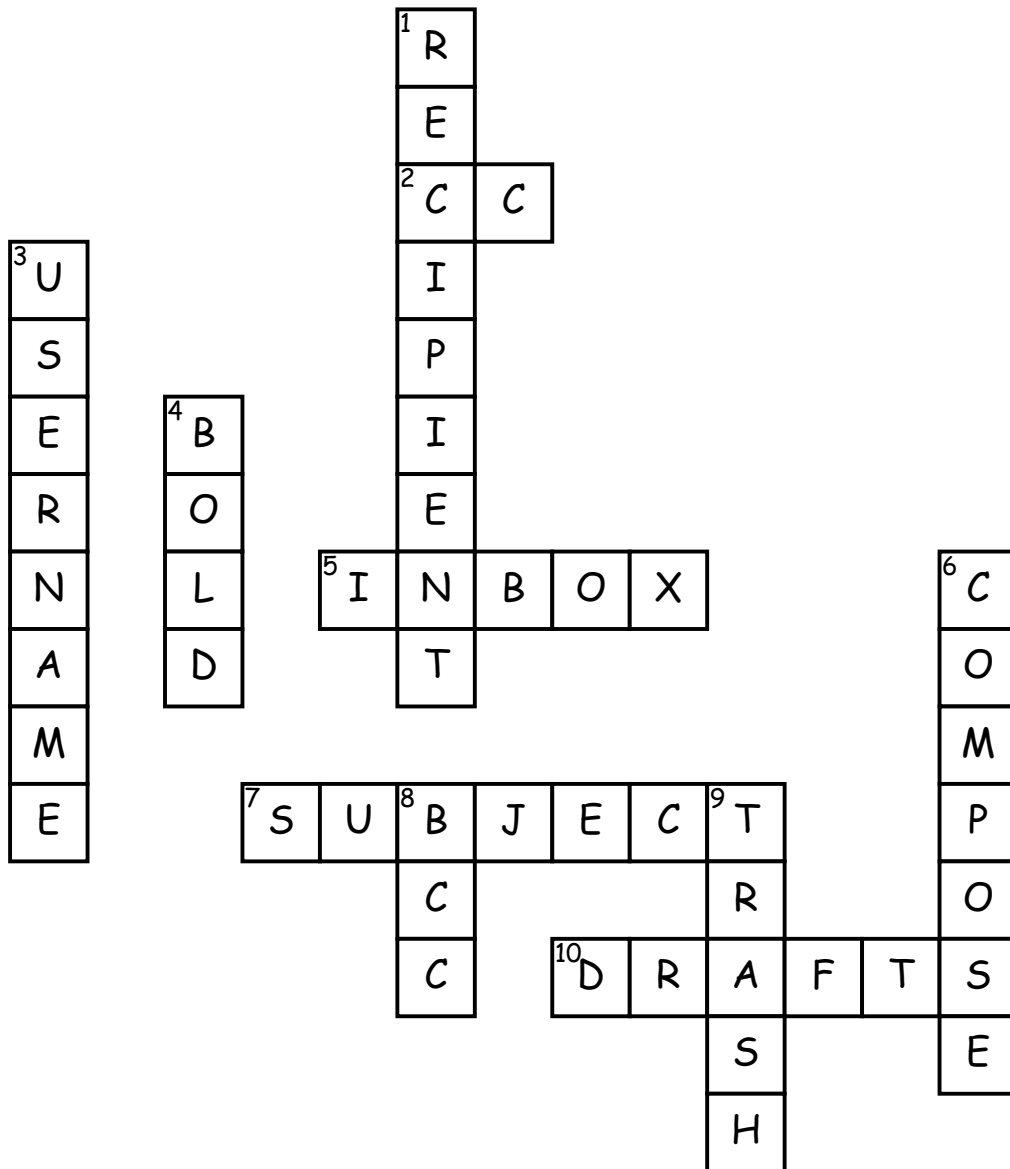 1 R
E
2 C C
3 U I
S P
E 4 B I
R O E
N L 5 I N B O X 6 C
A D T O
M M
E 7 S U 8 B J E C 9 T P
C R O
C 10 D R A F T S
S E
H